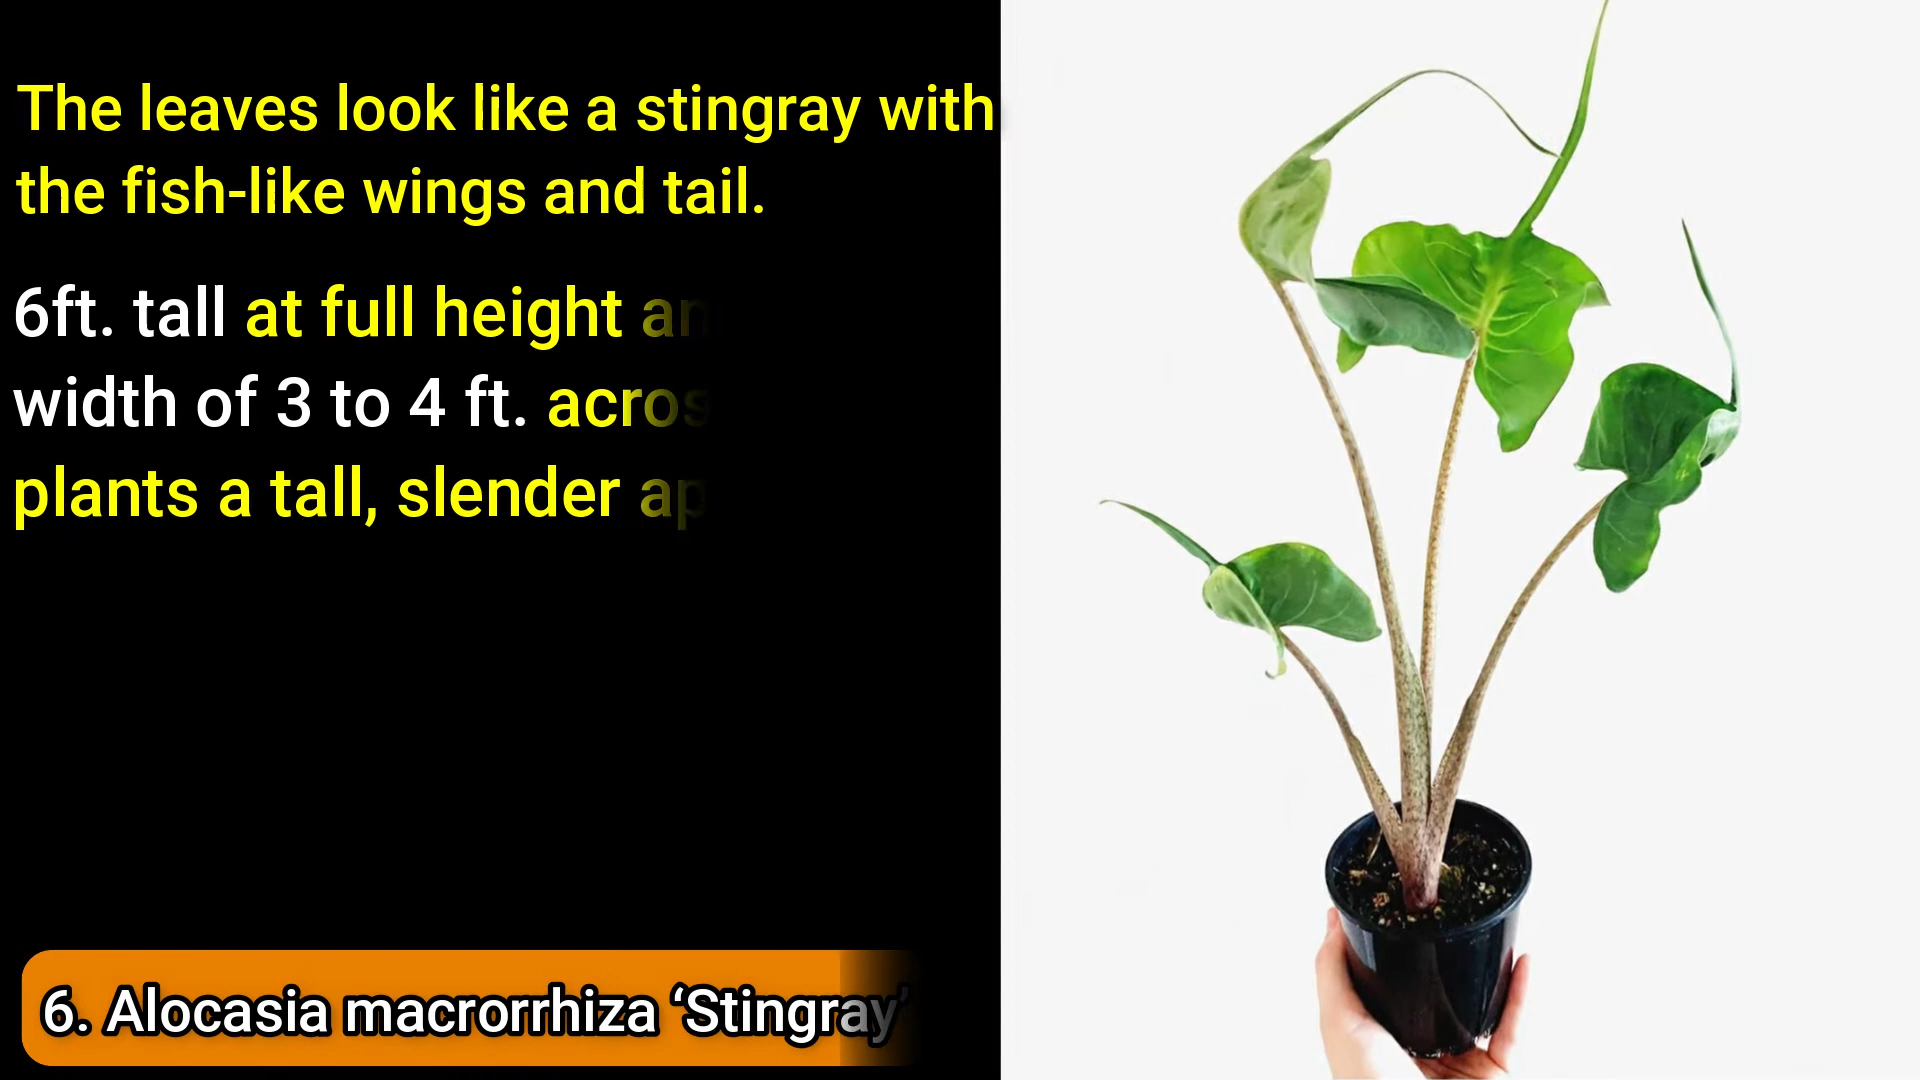 The leaves look like a stingray with
the fish-like wings and tail.
6ft. tall at full height
width of 3 to 4 ft.
plants a tall, slender
6. Alocasia macrorrhiza ‘Stingray’